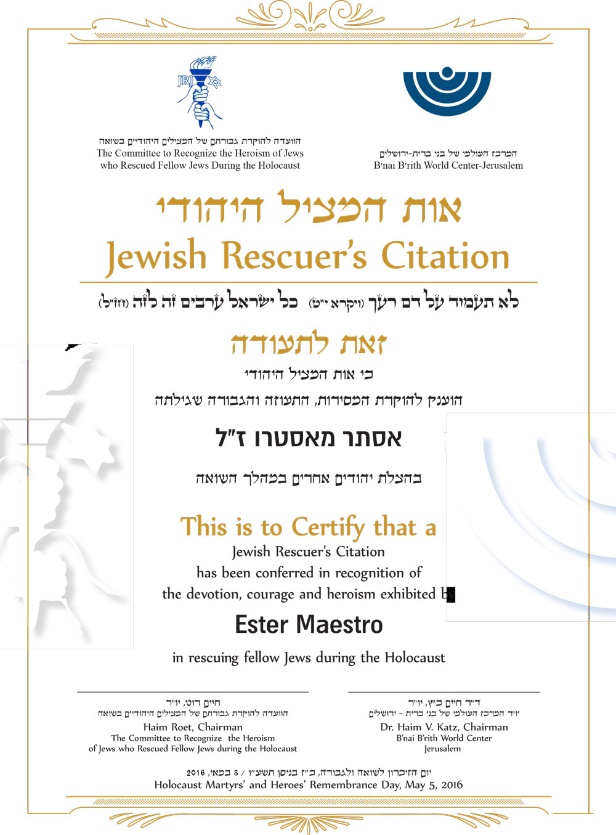 JRJ
הוועדה להוקרת גבורתם של המצילים היהודיים בשואה
The Committee to Recognize the Heroism of Jews
who Rescued Fellow Jews During the Holocaust
המרכז העולמי של בני ברית-ירושלים
B'nai B'rith World Center-Jerusalem
אות המציל היהודי
Jewish Rescuer's Citation
לא תעמוד על דם רעך (ויקרא י"ט) כל ישראל ערבים זה לזה (חז"ל)
זאת לתעודה
כי אות המציל היהודי
הוענק להוקרת המסירות, התעוזה והגבורה שגילתה
אסתר מאסטרו ז"ל
בהצלת יהודים אחרים במהלך השואה
This is to Certify that a
Jewish Rescuer's Citation
has been conferred in recognition of
the devotion, courage and heroism exhibited by
Ester Maestro
in rescuing fellow Jews during the Holocaust
חיים רוט, יו"ר
הוועדה להוקרת גבורתם של המצילים היהודיים בשואה
Haim Roet, Chairman
The Committee to Recognize the Heroism
of Jews who Rescued Fellow Jews during the Holocaust
ד"ר חיים כ"ץ, יו"ר
יו"ר המרכז העולמי של בני ברית - ירושלים
Dr. Haim V. Katz, Chairman
B'nai B'rith World Center
Jerusalem
יום הזיכרון לשואה ולגבורה, כ"ז בניסן תשע"ו / 5 במאי, 2016
Holocaust Martyrs' and Heroes' Remembrance Day, May 5, 2016